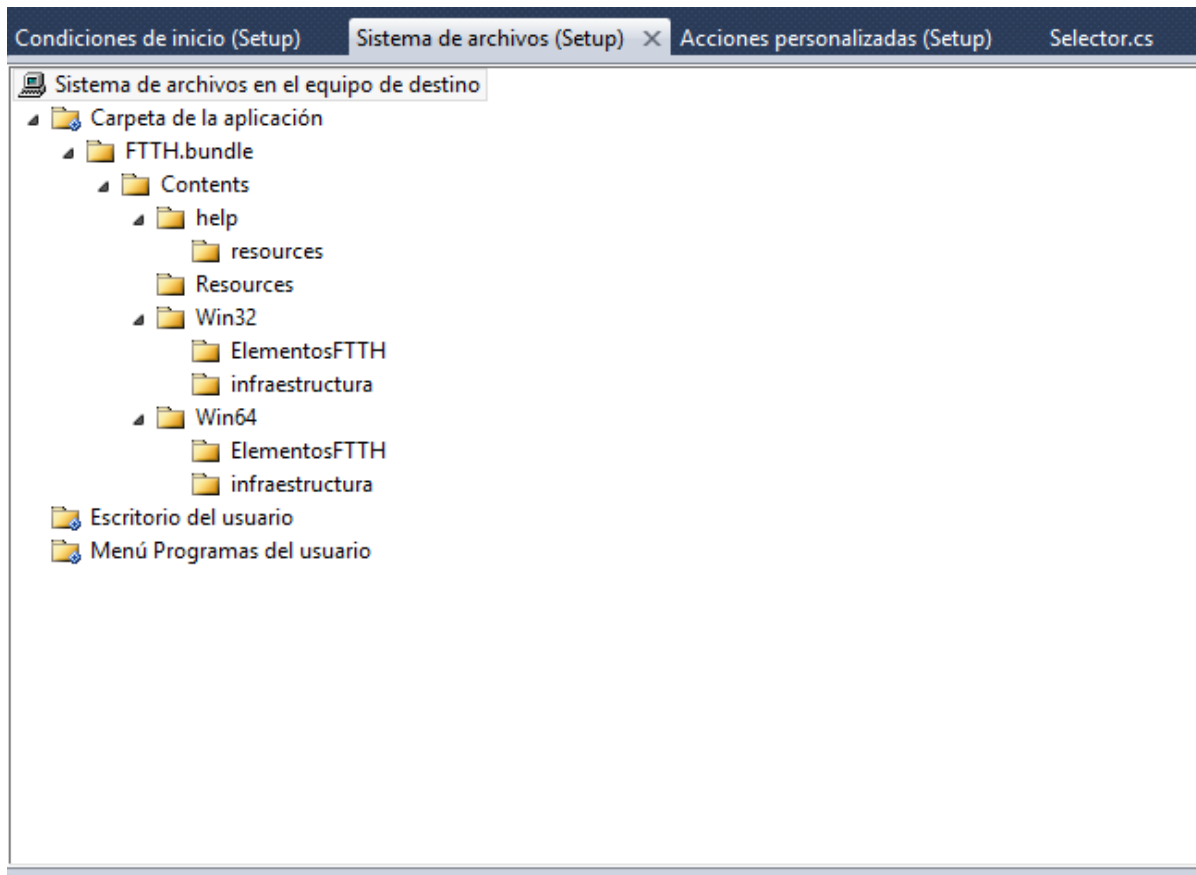 Condiciones de inicio (Setup) Sistema de archivos (Setup) Acciones personalizadas (Setup) Selector.cs
Sistema de archivos en el equipo de destino
Carpeta de la aplicación
FTTH.bundle
Contents
help
resources
Resources
Win32
ElementosFTTH
infraestructura
Win64
ElementosFTTH
infraestructura
Escritorio del usuario
Menú Programas del usuario